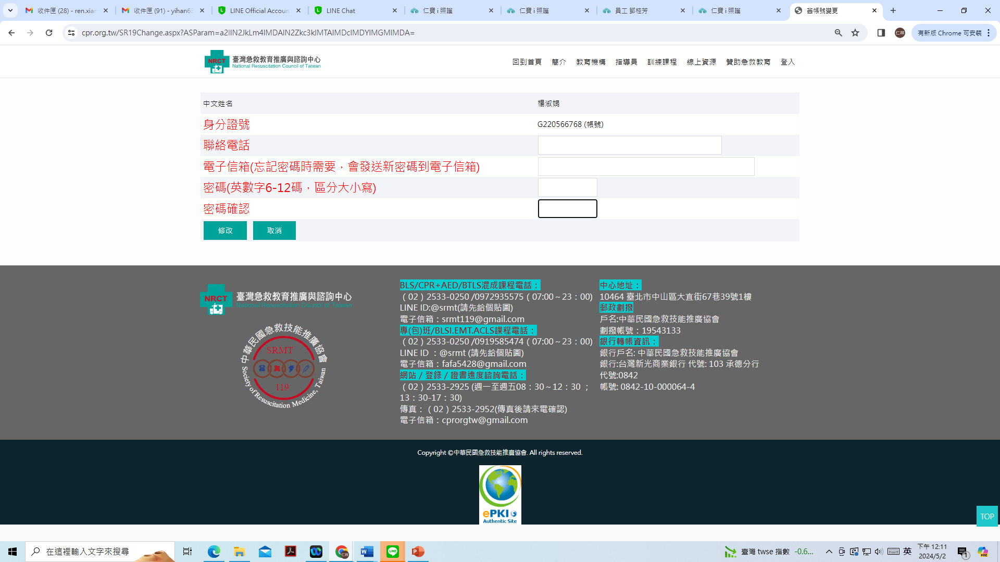 收件匣 (28) - ren.xian
收件匣 (91) - yihan63
LINE Official Accoun
LINE Chat
仁寶 i 照護
仁寶 i 照護
員工 鄧桂芳
仁寶 i 照護
舊帳號變更
cpr.org.tw/SR19Change.aspx?ASParam=a2lIN2JkLm4IMDAIN2Zkc3kIMTAIMDcIMDYIMGMIMDA=
仁祥
有新版 Chrome 可安裝
NRCT
臺灣急救教育推廣與諮詢中心
National Resuscitation Council of Taiwan
回到首頁 簡介 教育機構 指導員 訓練課程 線上資源 贊助急救教育 登入
中文姓名 楊淑娟
身分證號 G220566768 (帳號)
聯絡電話
電子信箱(忘記密碼時需要，會發送新密碼到電子信箱)
密碼(英數字6-12碼，區分大小寫)
密碼確認
修改 取消
NRCT
臺灣急救教育推廣與諮詢中心
National Resuscitation Council of Taiwan
中華民國急救技能推廣協會
SRMT
119
Society of Resuscitation Medicine, Taiwan
BLS/CPR+AED/BTLS混成課程電話：
（02）2533-0250 /0972935575（07:00～23：00)
LINE ID:@srmt(請先給個貼圖)
電子信箱：srmt119@gmail.com
專(包)班/BLSI.EMT.ACLS課程電話：
（02）2533-0250 /0919585474（07:00～23：00)
LINE ID ：@srmt (請先給個貼圖)
電子信箱：fafa5428@gmail.com
網站 / 登錄 / 證書進度諮詢電話：
（02）2533-2925 (週一至週五08：30～12：30 ；
13：30-17：30)
傳真：（02）2533-2952(傳真後請來電確認)
電子信箱：cprorgtw@gmail.com
中心地址：
10464 臺北市中山區大直街67巷39號1樓
郵政劃撥
戶名:中華民國急救技能推廣協會
劃撥帳號：19543133
銀行轉帳資訊：
銀行戶名: 中華民國急救技能推廣協會
銀行:台灣新光商業銀行 代號: 103 承德分行
代號:0842
帳號: 0842-10-000064-4
Copyright ©中華民國急救技能推廣協會. All rights reserved.
ePKI
Authentic Site
TOP
在這裡輸入文字來搜尋
臺灣 twse 指數 -0.6...
英
下午 12:11
2024/5/2
1
PRE